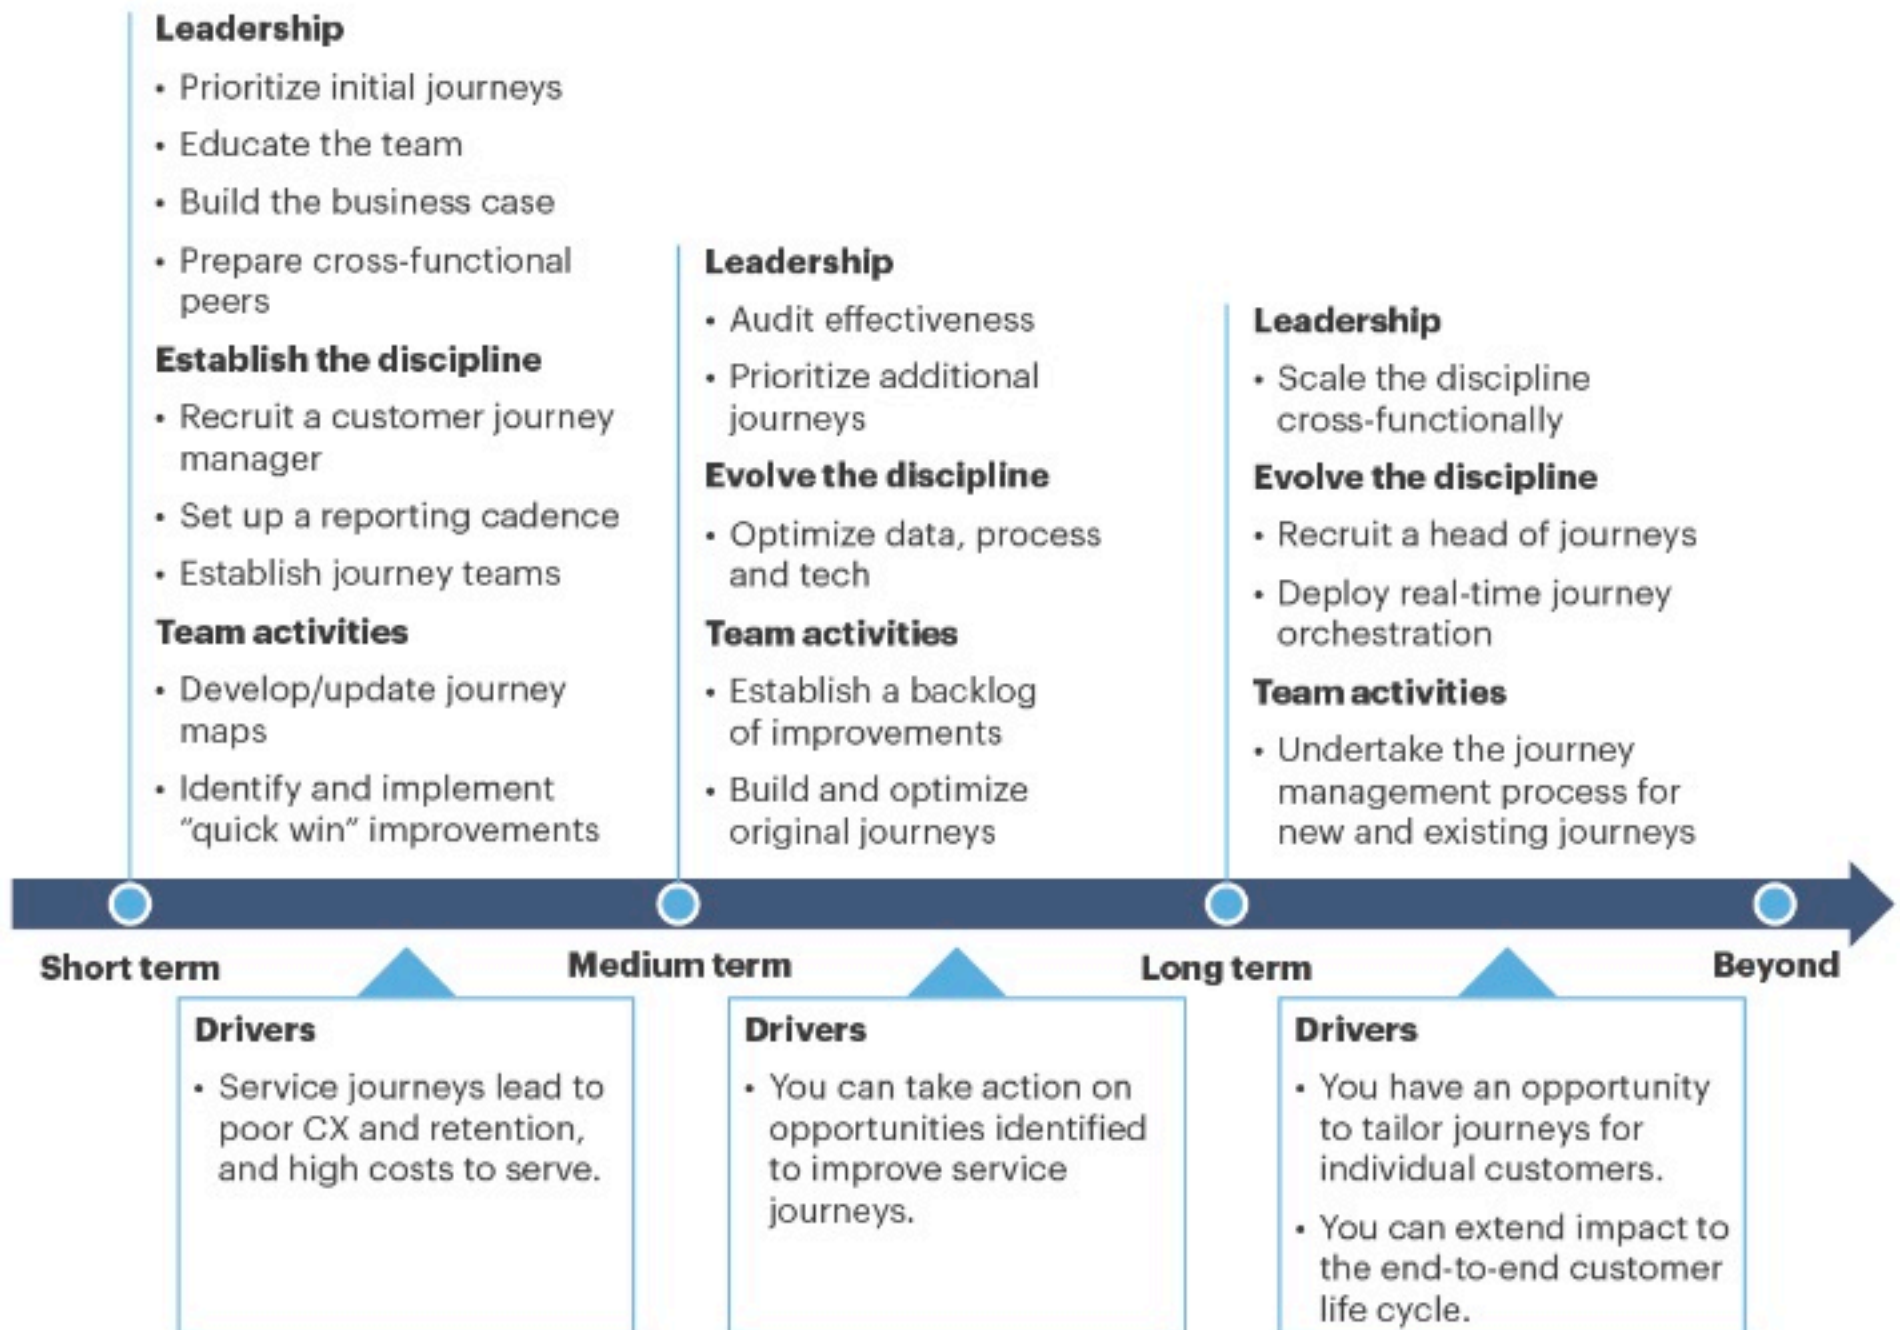 Leadership
• Prioritize initial journeys
• Educate the team
• Build the business case
• Prepare cross-functional
peers
Establish the discipline
• Recruit a customer journey
manager
• Set up a reporting cadence
• Establish journey teams
Team activities
• Develop/update journey
maps
• Identify and implement
“quick win” improvements
Leadership
• Audit effectiveness
• Prioritize additional
journeys
Evolve the discipline
• Optimize data, process
and tech
Team activities
• Establish a backlog
of improvements
• Build and optimize
original journeys
Leadership
• Scale the discipline
cross-functionally
Evolve the discipline
• Recruit a head of journeys
• Deploy real-time journey
orchestration
Team activities
• Undertake the journey
management process for
new and existing journeys
Short term
Medium term
Long term
Beyond
Drivers
• Service journeys lead to
poor CX and retention,
and high costs to serve.
Drivers
• You can take action on
opportunities identified
to improve service
journeys.
Drivers
• You have an opportunity
to tailor journeys for
individual customers.
• You can extend impact to
the end-to-end customer
life cycle.